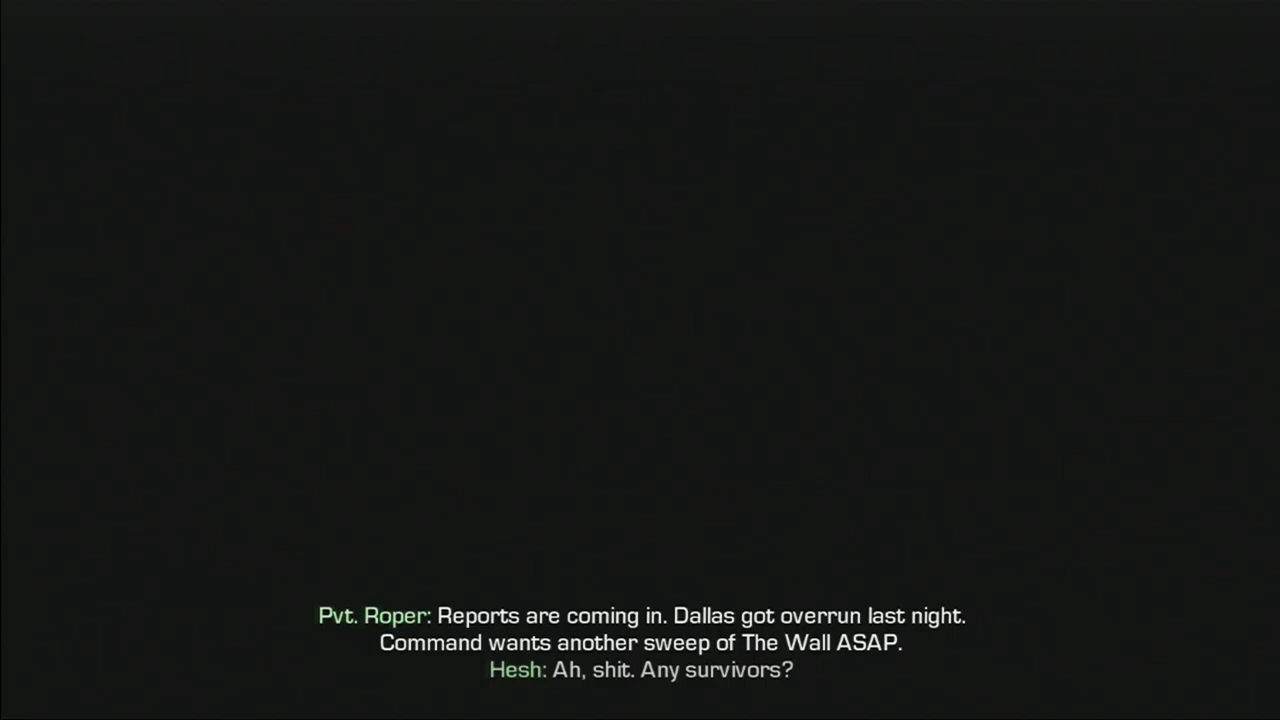 Pvt. Roper: Reports are coming in. Dallas got overrun last night.
Command wants another sweep of The Wall ASAP.
Hesh: Ah, shit. Any survivors?